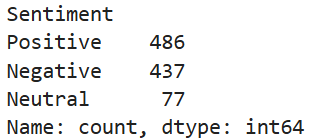 Sentiment
Positive    486
Negative    437
Neutral      77
Name: count, dtype: int64